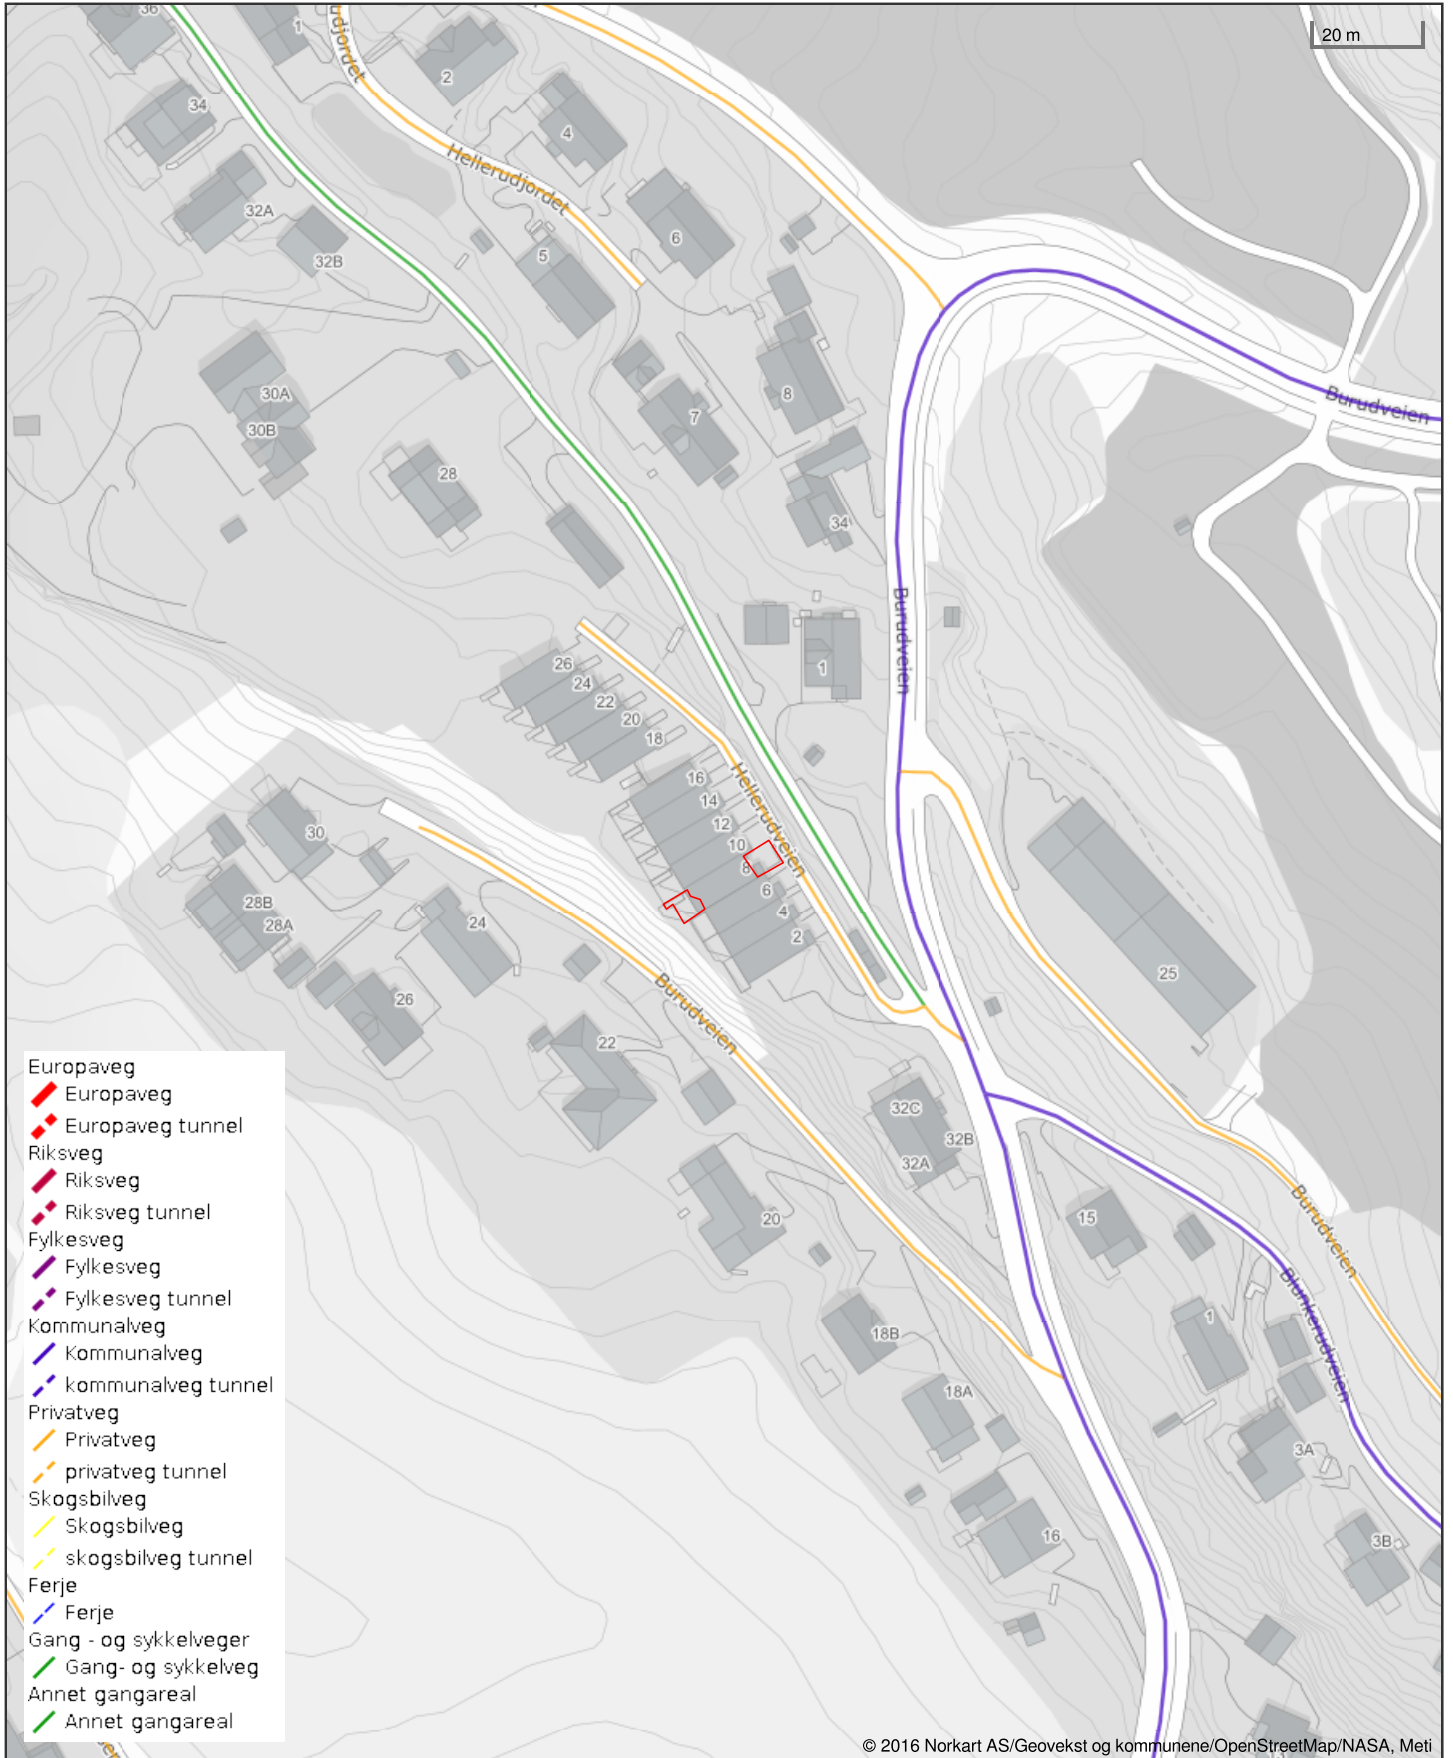 36
1
udjordet
20 m
2
34
4
Hellerudjordet
32A
6
32B
5
30A
8
Burudveien
7
30B
28
34
Burudveien
1
26
24
22
20
18
16
Hellerudveien
14
12
30
10
8
6
28B
4
28A
24
2
25
Burudveien
26
22
32C
32B
32A
15
20
Burudveien
Blunkerudveien
1
18B
18A
3A
16
3B
Europaveg
Europaveg
Europaveg tunnel
Riksveg
Riksveg
Riksveg tunnel
Fylkesveg
Fylkesveg
Fylkesveg tunnel
Kommunalveg
Kommunalveg
kommunalveg tunnel
Privatveg
Privatveg
privatveg tunnel
Skogsbilveg
Skogsbilveg
skogsbilveg tunnel
Ferje
Ferje
Gang - og sykkelveger
Gang- og sykkelveg
Annet gangareal
Annet gangareal
© 2016 Norkart AS/Geovekst og kommunene/OpenStreetMap/NASA, Meti